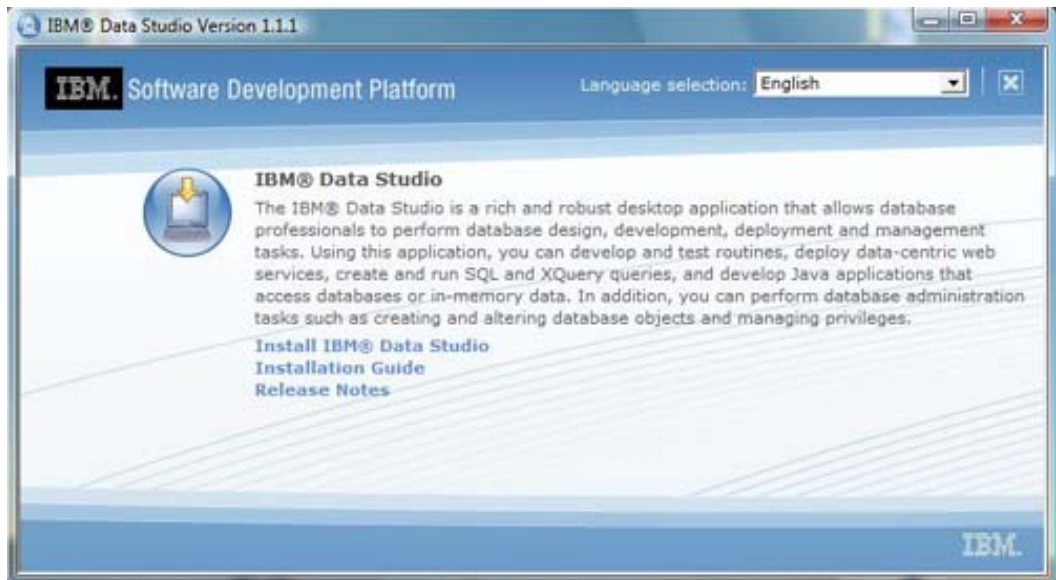 IBM® Data Studio Version 1.1.1
IBM. Software Development Platform
Language selection: English
IBM® Data Studio
The IBM® Data Studio is a rich and robust desktop application that allows database
professionals to perform database design, development, deployment and management
tasks. Using this application, you can develop and test routines, deploy data-centric web
services, create and run SQL and XQuery queries, and develop Java applications that
access databases or in-memory data. In addition, you can perform database administration
tasks such as creating and altering database objects and managing privileges.
Install IBM® Data Studio
Installation Guide
Release Notes
IBM.